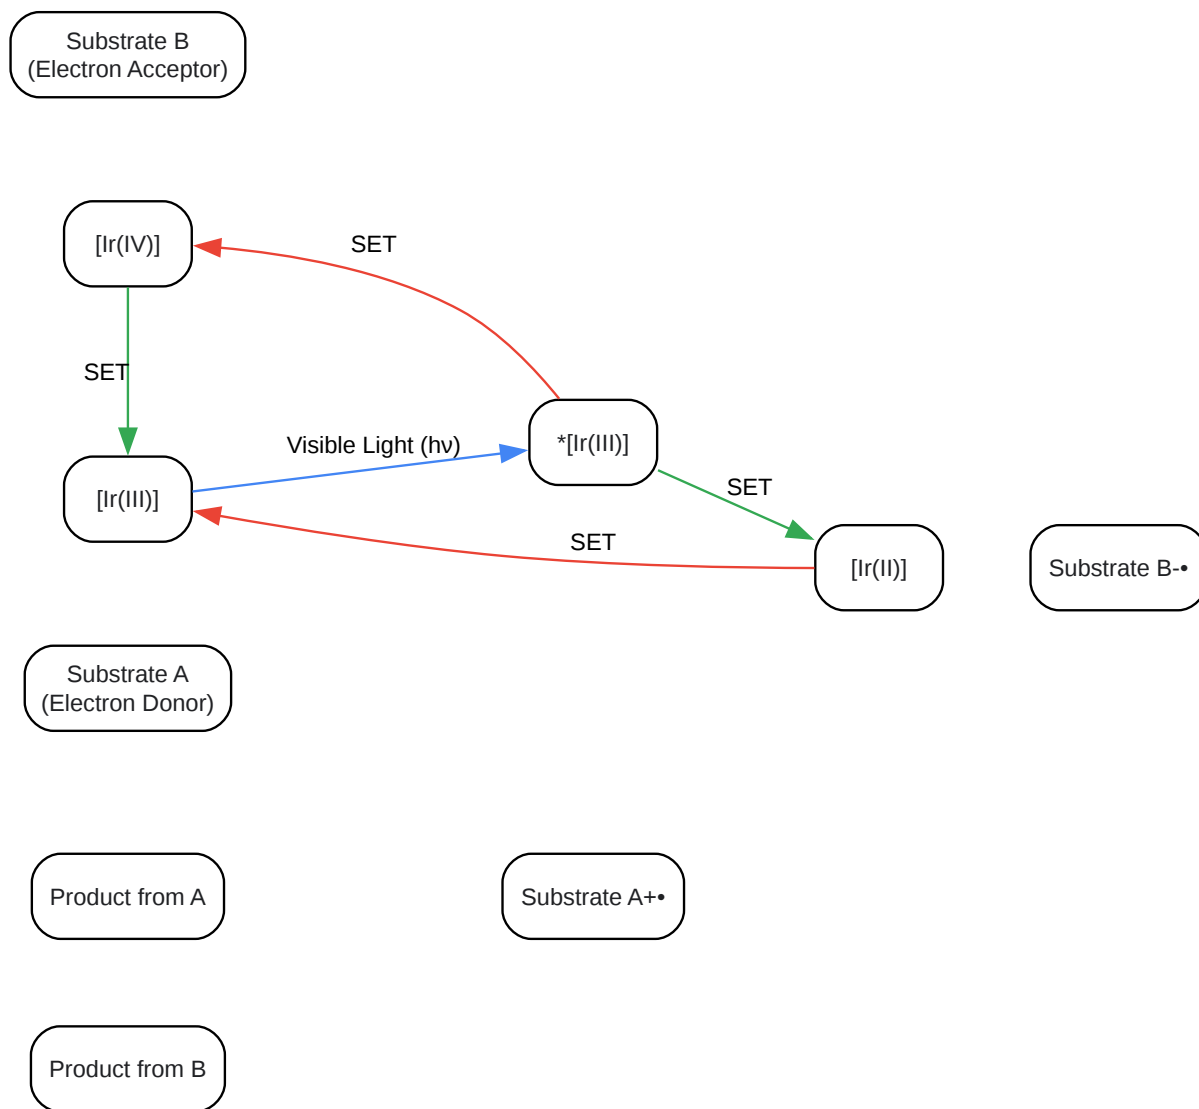 Substrate B
(Electron Acceptor)
[Ir(IV)]
SET
SET
Visible Light (hν)
*[Ir(III)]
[Ir(III)]
SET
SET
[Ir(II)]
Substrate B-•
Substrate A
(Electron Donor)
Product from A
Substrate A+•
Product from B